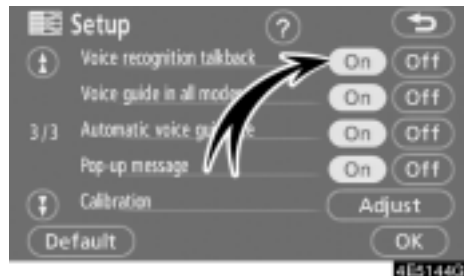 Setup ?
Voice recognition talkback On Off
Voice guide in all modes On Off
3/3 Automatic voice guidance On Off
Pop-up message On Off
Calibration Adjust
Default OK
4E5144G